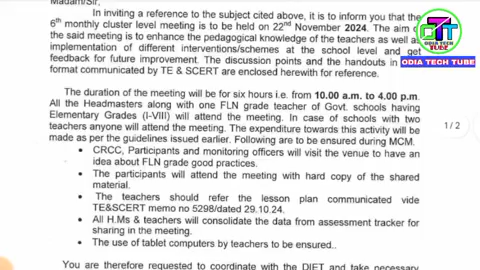 Madam/Sir,
In inviting a reference to the subject cited above, it is to inform you that the
6th monthly cluster level meeting is to be held on 22nd November 2024. The aim of
the said meeting is to enhance the pedagogical knowledge of the teachers as well as
implementation of different interventions/schemes at the school level and get
feedback for future improvement. The discussion points and the handouts in
format communicated by TE & SCERT are enclosed herewith for reference.
ODIA TECH
TUBE
ODIA TECH TUBE
The duration of the meeting will be for six hours i.e. from 10.00 a.m. to 4.00 p.m.
All the Headmasters along with one FLN grade teacher of Govt. schools having
Elementary Grades (I-VIII) will attend the meeting. In case of schools with two
teachers anyone will attend the meeting. The expenditure towards this activity will be
made as per the guidelines issued earlier. Following are to be ensured during MCM.
1/2
• CRCC, Participants and monitoring officers will visit the venue to have an
idea about FLN grade good practices.
• The participants will attend the meeting with hard copy of the shared
material.
• The teachers should refer the lesson plan communicated vide
TE&SCERT memo no 5298/dated 29.10.24.
• All H.Ms & teachers will consolidate the data from assessment tracker for
sharing in the meeting.
• The use of tablet computers by teachers to be ensured..
You are therefore requested to coordinate with the DIET and take necessary